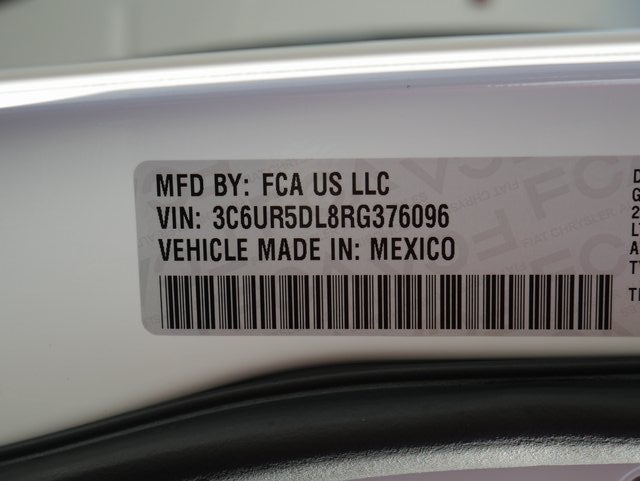 MFD BY: FCA US LLC
VIN: 3C6UR5DL8RG376096
VEHICLE MADE IN: MEXICO